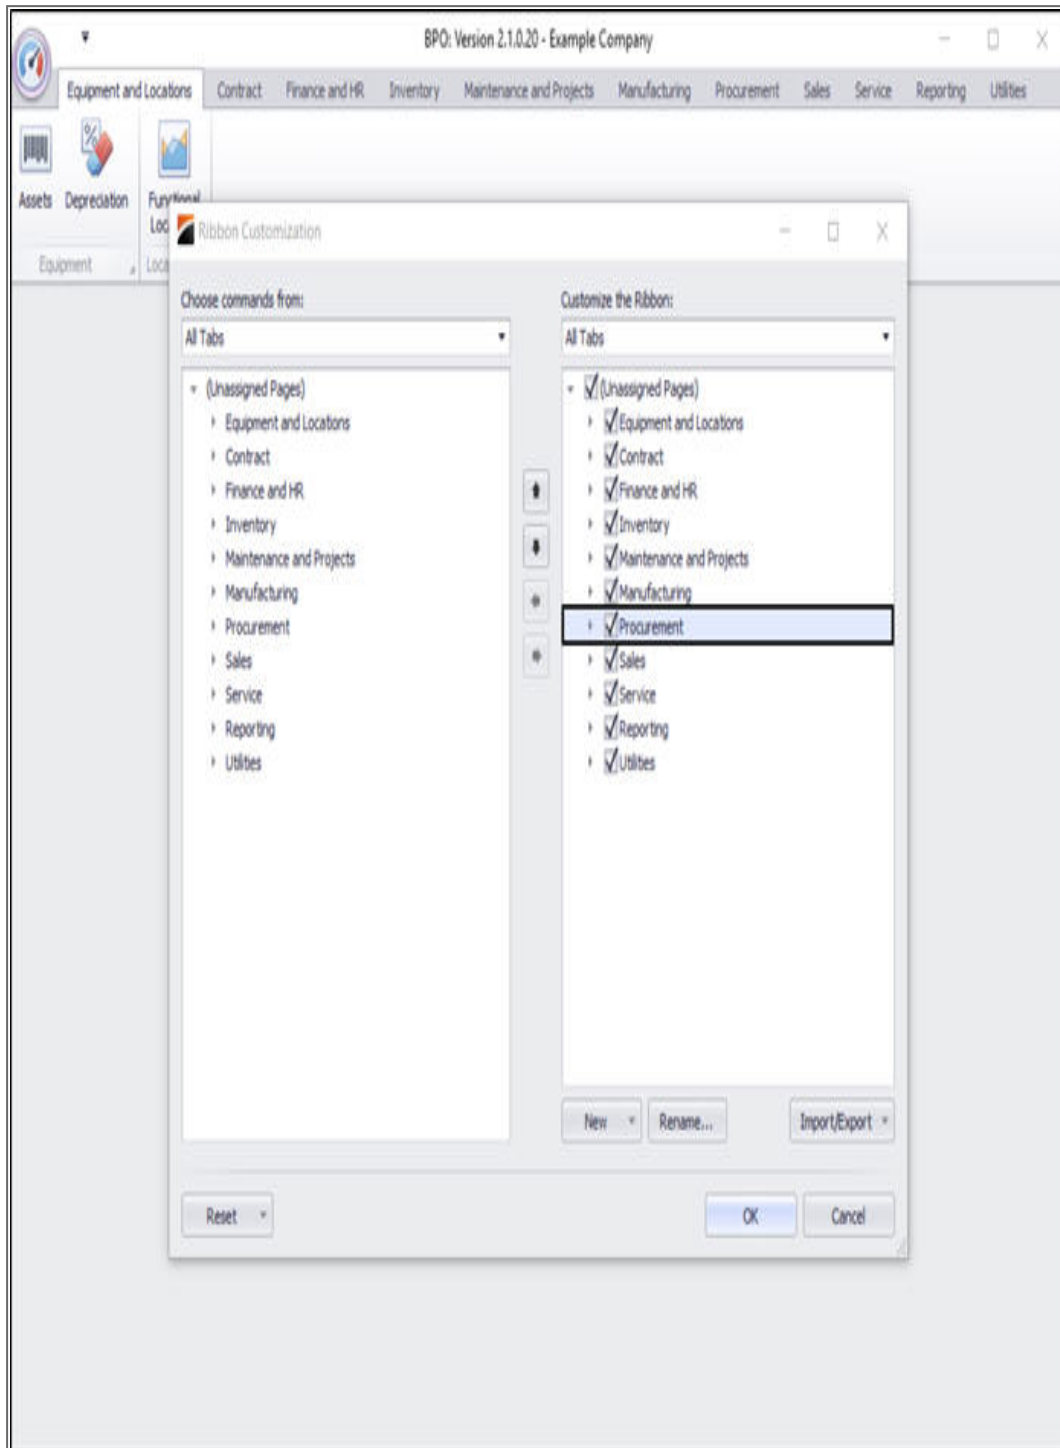 BPO: Version 2.1.0.20 - Example Company
Equipment and Locations Contract Finance and HR Inventory Maintenance and Projects Manufacturing Procurement Sales Service Reporting Utilities
Assets Depreciation Functional
Loc
Equipment Loca
Ribbon Customization
Choose commands from: Customize the Ribbon:
All Tabs All Tabs
(Unassigned Pages) (Unassigned Pages)
Equipment and Locations Equipment and Locations
Contract Contract
Finance and HR Finance and HR
Inventory Inventory
Maintenance and Projects Maintenance and Projects
Manufacturing Manufacturing
Procurement Procurement
Sales Sales
Service Service
Reporting Reporting
Utilities Utilities
New Rename... Import/Export
Reset OK Cancel